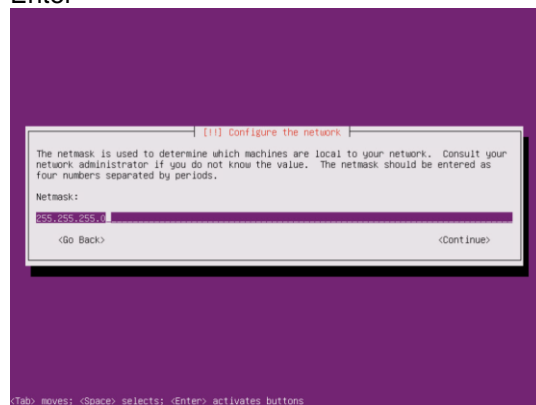 Enter
[!!] Configure the network
The netmask is used to determine which machines are local to your network.  Consult your
network administrator if you do not know the value.  The netmask should be entered as
four numbers separated by periods.
Netmask:
255.255.255.0
<Go Back> <Continue>
<Tab> moves; <Space> selects; <Enter> activates buttons